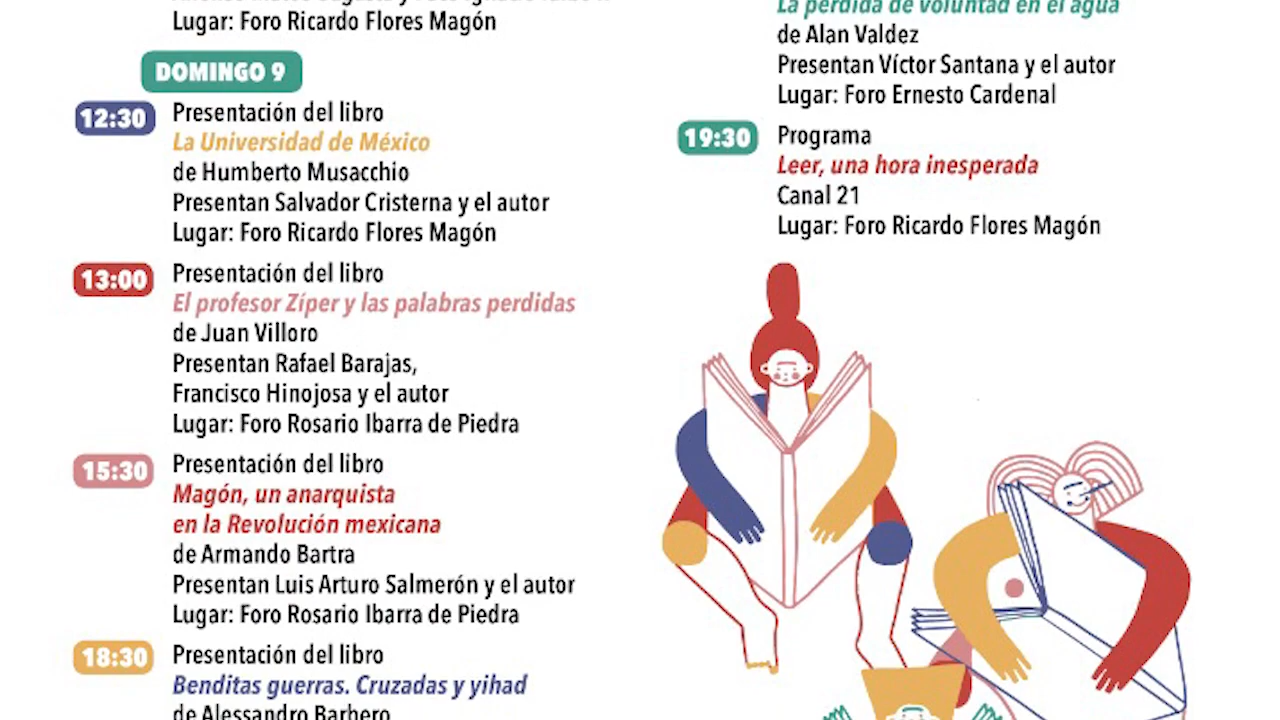 Lugar: Foro Ricardo Flores Magón
DOMINGO 9
12:30
Presentación del libro
La Universidad de México
de Humberto Musacchio
Presentan Salvador Cristerna y el autor
Lugar: Foro Ricardo Flores Magón
13:00
Presentación del libro
El profesor Zíper y las palabras perdidas
de Juan Villoro
Presentan Rafael Barajas,
Francisco Hinojosa y el autor
Lugar: Foro Rosario Ibarra de Piedra
15:30
Presentación del libro
Magón, un anarquista
en la Revolución mexicana
de Armando Bartra
Presentan Luis Arturo Salmerón y el autor
Lugar: Foro Rosario Ibarra de Piedra
18:30
Presentación del libro
Benditas guerras. Cruzadas y yihad
de Alessandro Barbero
La pérdida de voluntad en el agua
de Alan Valdez
Presentan Víctor Santana y el autor
Lugar: Foro Ernesto Cardenal
19:30
Programa
Leer, una hora inesperada
Canal 21
Lugar: Foro Ricardo Flores Magón